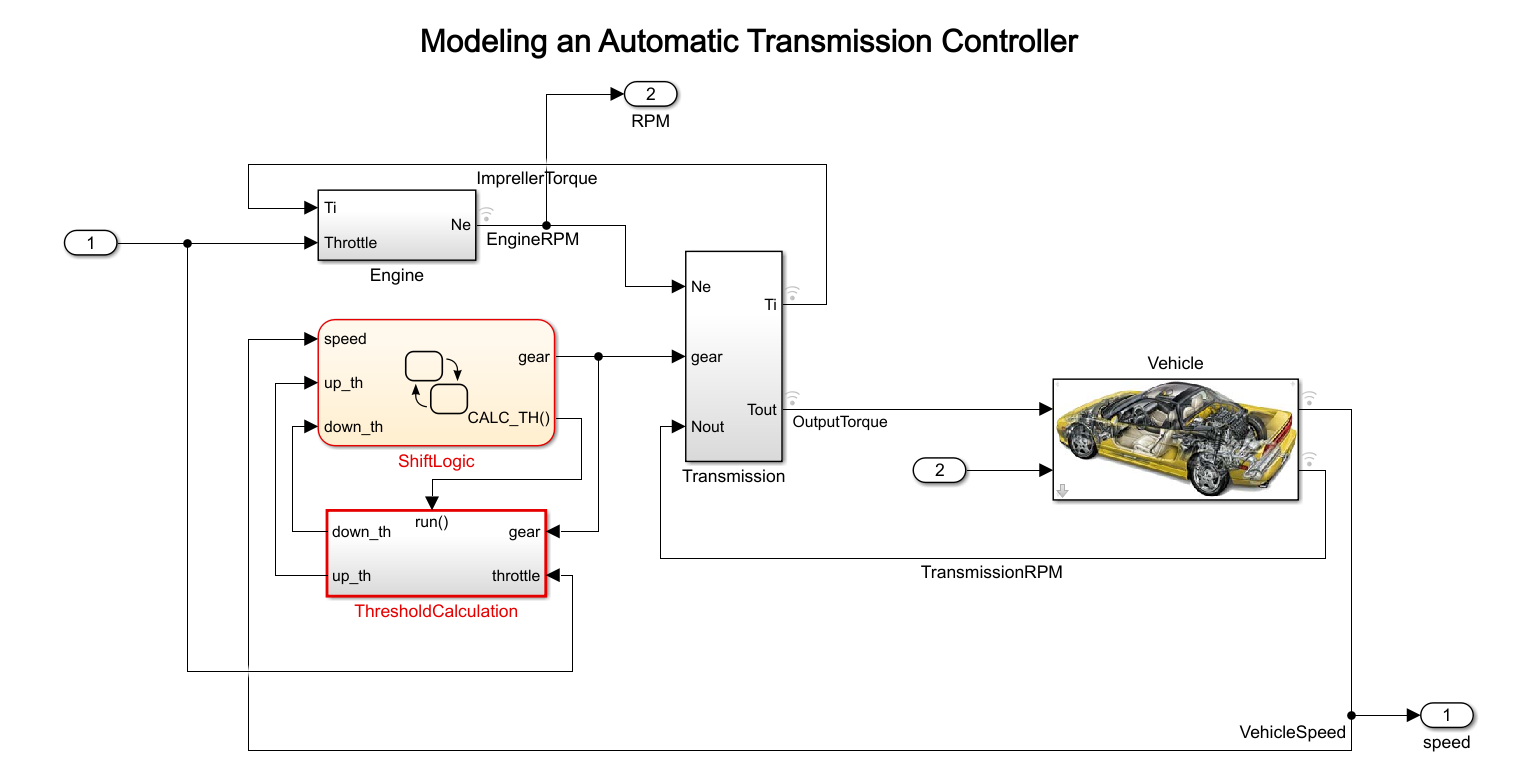 Modeling an Automatic Transmission Controller
2
RPM
ImprellerTorque
Ti
Ne
Throttle
EngineRPM
1
Engine
Ne
Ti
speed
gear
gear
up_th
Vehicle
Tout
CALC_TH()
down_th
Nout
OutputTorque
ShiftLogic
Transmission
2
run()
down_th
gear
up_th
throttle
TransmissionRPM
ThresholdCalculation
1
VehicleSpeed
speed